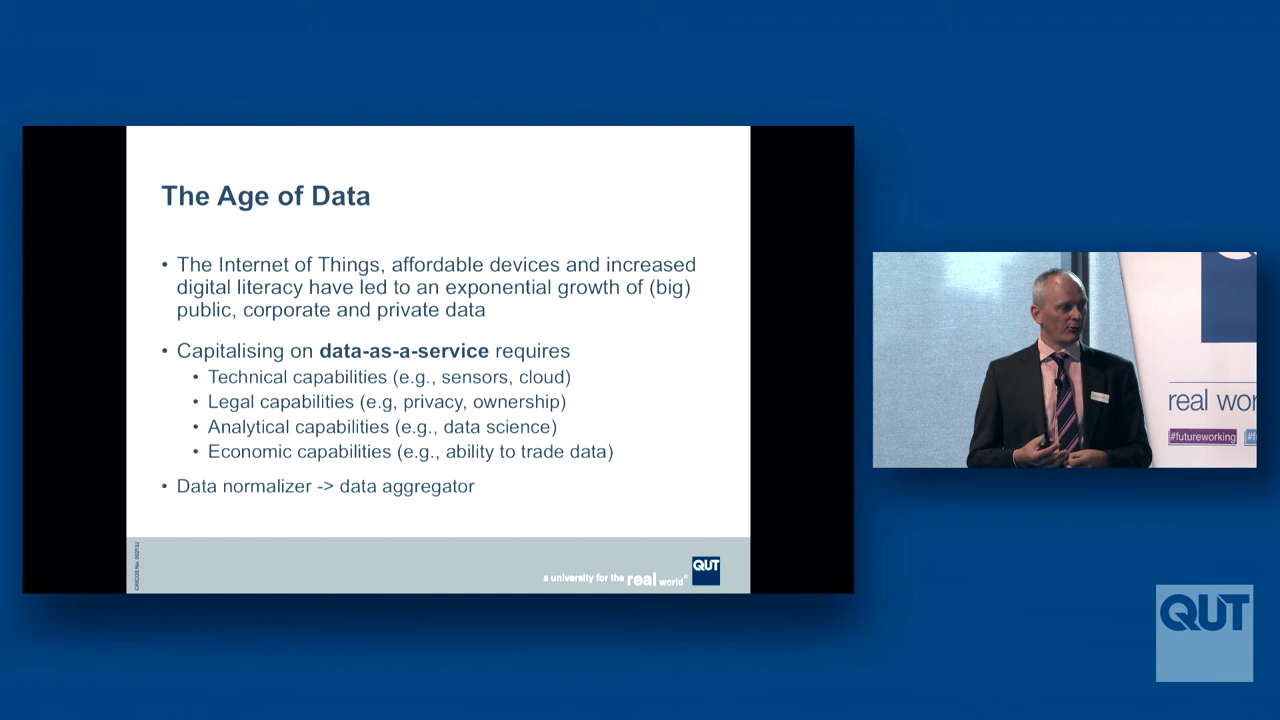 The Age of Data
• The Internet of Things, affordable devices and increased
digital literacy have led to an exponential growth of (big)
public, corporate and private data
• Capitalising on data-as-a-service requires
• Technical capabilities (e.g., sensors, cloud)
• Legal capabilities (e.g, privacy, ownership)
• Analytical capabilities (e.g., data science)
• Economic capabilities (e.g., ability to trade data)
• Data normalizer -> data aggregator
a university for the real world®
QUT
real wor
#futureworking
QUT